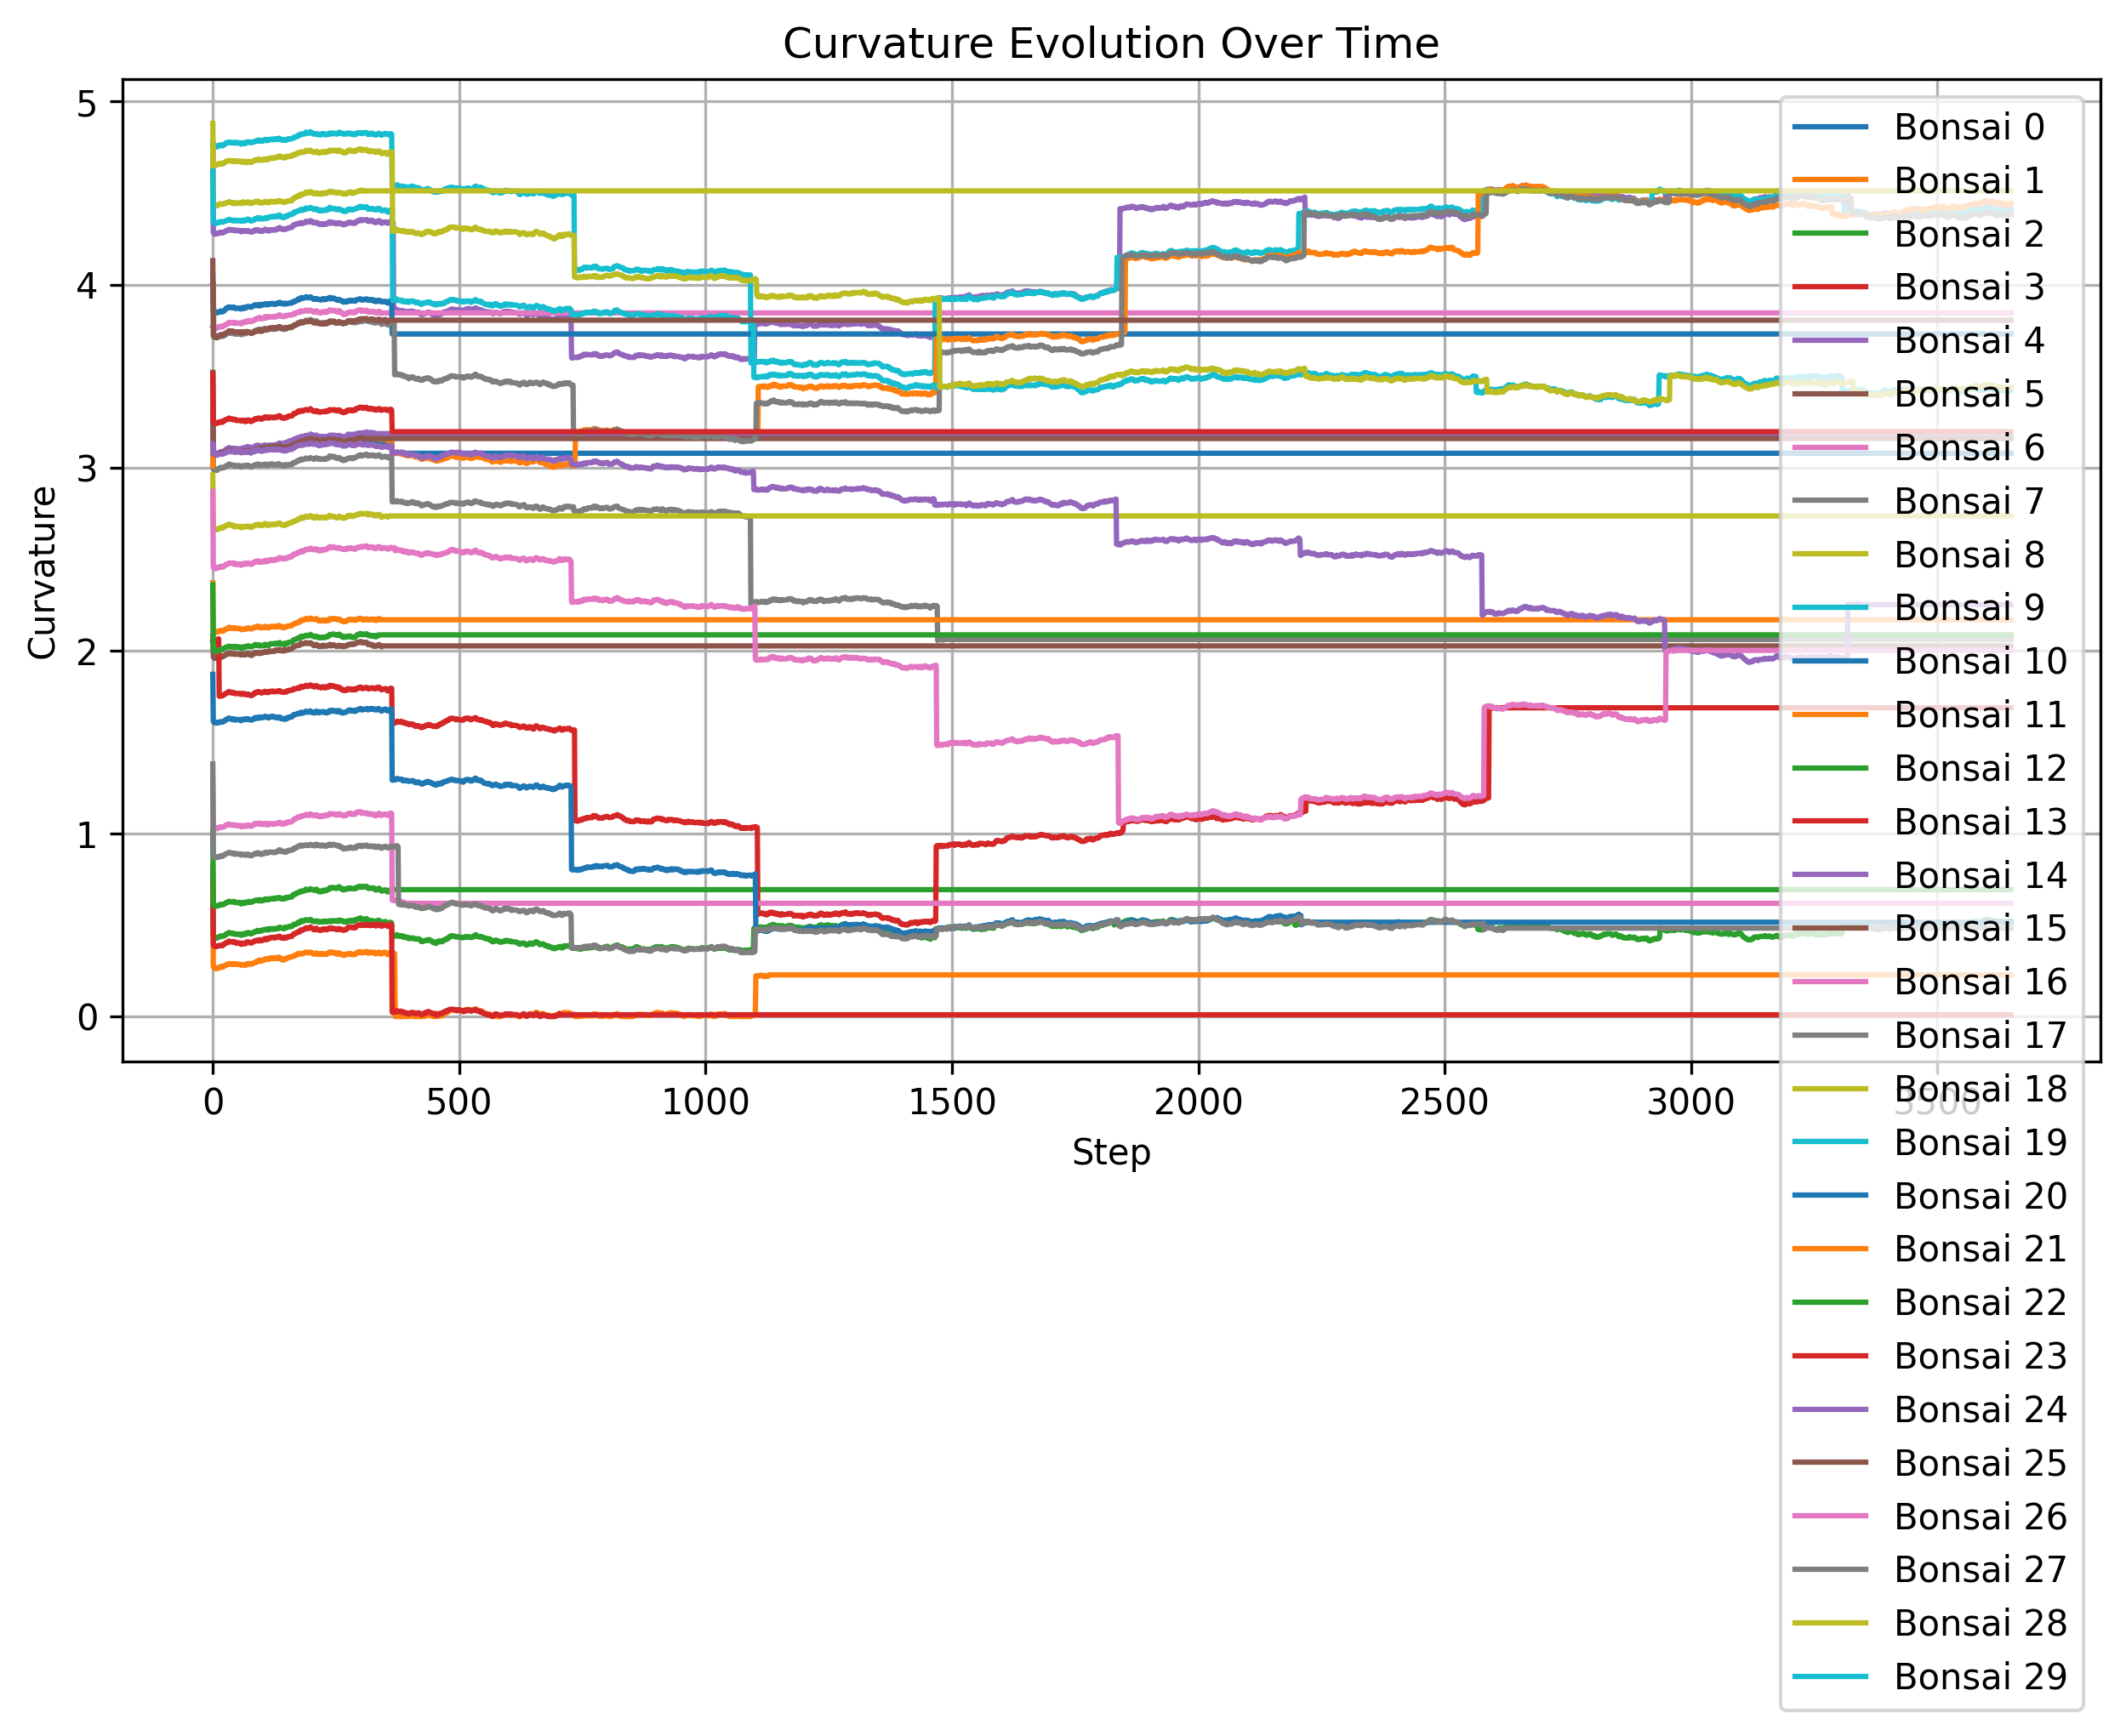 Curvature Evolution Over Time
5
4
3
2
1
0
Curvature
0
500
1000
1500
2000
2500
3000
3500
Step
Bonsai 0
Bonsai 1
Bonsai 2
Bonsai 3
Bonsai 4
Bonsai 5
Bonsai 6
Bonsai 7
Bonsai 8
Bonsai 9
Bonsai 10
Bonsai 11
Bonsai 12
Bonsai 13
Bonsai 14
Bonsai 15
Bonsai 16
Bonsai 17
Bonsai 18
Bonsai 19
Bonsai 20
Bonsai 21
Bonsai 22
Bonsai 23
Bonsai 24
Bonsai 25
Bonsai 26
Bonsai 27
Bonsai 28
Bonsai 29